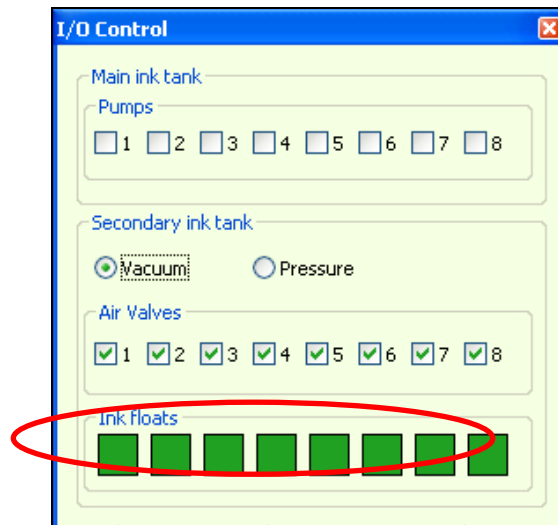 I/O Control
Main ink tank
Pumps
1 2 3 4 5 6 7 8
Secondary ink tank
Vacuum Pressure
Air Valves
1 2 3 4 5 6 7 8
Ink floats